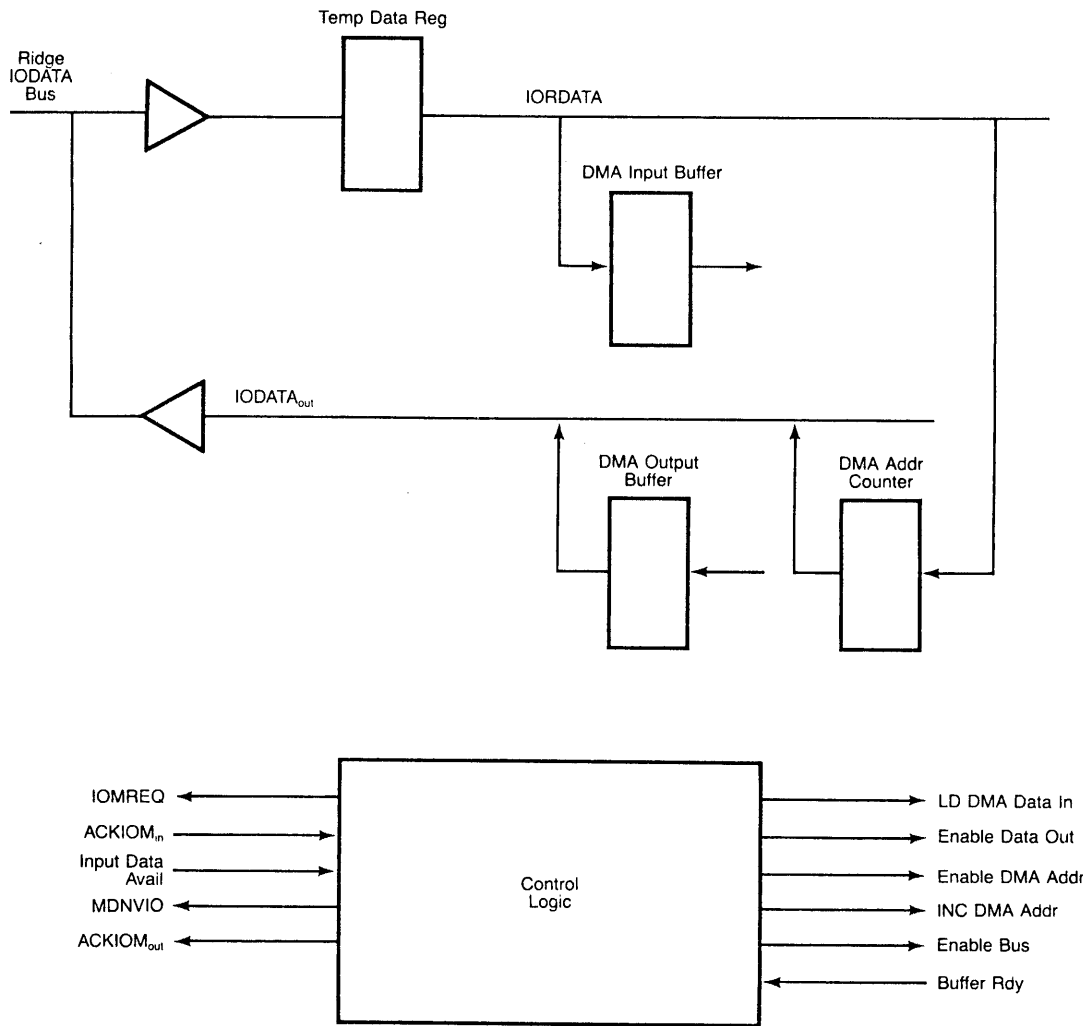 Temp Data Reg
Ridge
IODATA
Bus
IORDATA
DMA Input Buffer
IODATAout
DMA Output
Buffer
DMA Addr
Counter
IOMREQ
ACKIOMin
Input Data
Avail
MDNVIO
ACKIOMout
Control
Logic
LD DMA Data In
Enable Data Out
Enable DMA Addr
INC DMA Addr
Enable Bus
Buffer Rdy